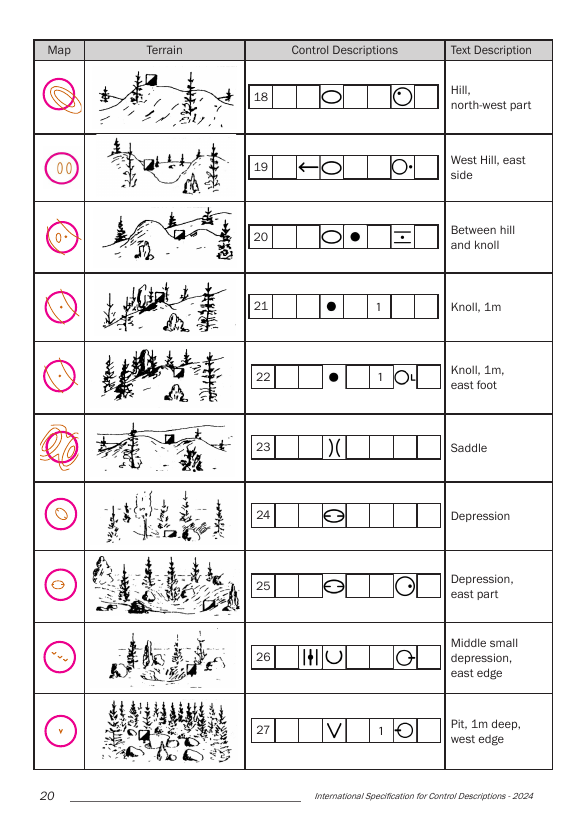 Map Terrain Control Descriptions Text Description
18 Hill,
north-west part
19 West Hill, east
side
20 Between hill
and knoll
21 1 Knoll, 1m
22 1 Knoll, 1m,
east foot
23 Saddle
24 Depression
25 Depression,
east part
26 Middle small
depression,
east edge
27 1 Pit, 1m deep,
west edge
20 International Specification for Control Descriptions - 2024